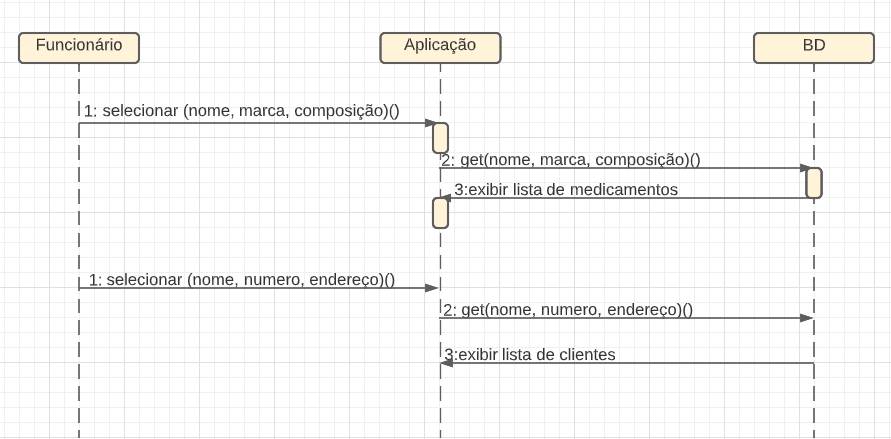 Funcionário
Aplicação
BD
1: selecionar (nome, marca, composição)()
2: get(nome, marca, composição)()
3:exibir lista de medicamentos
1: selecionar (nome, numero, endereço)()
2: get(nome, numero, endereço)()
3:exibir lista de clientes